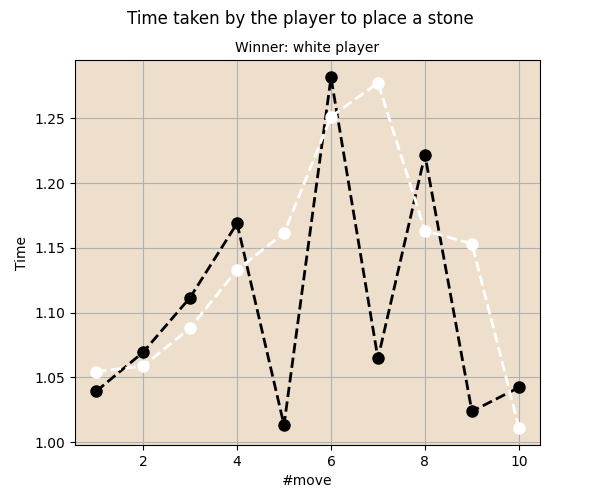 Time taken by the player to place a stone
Winner: white player
1.25
1.20
1.15
1.10
1.05
1.00
Time
2 4 6 8 10
#move